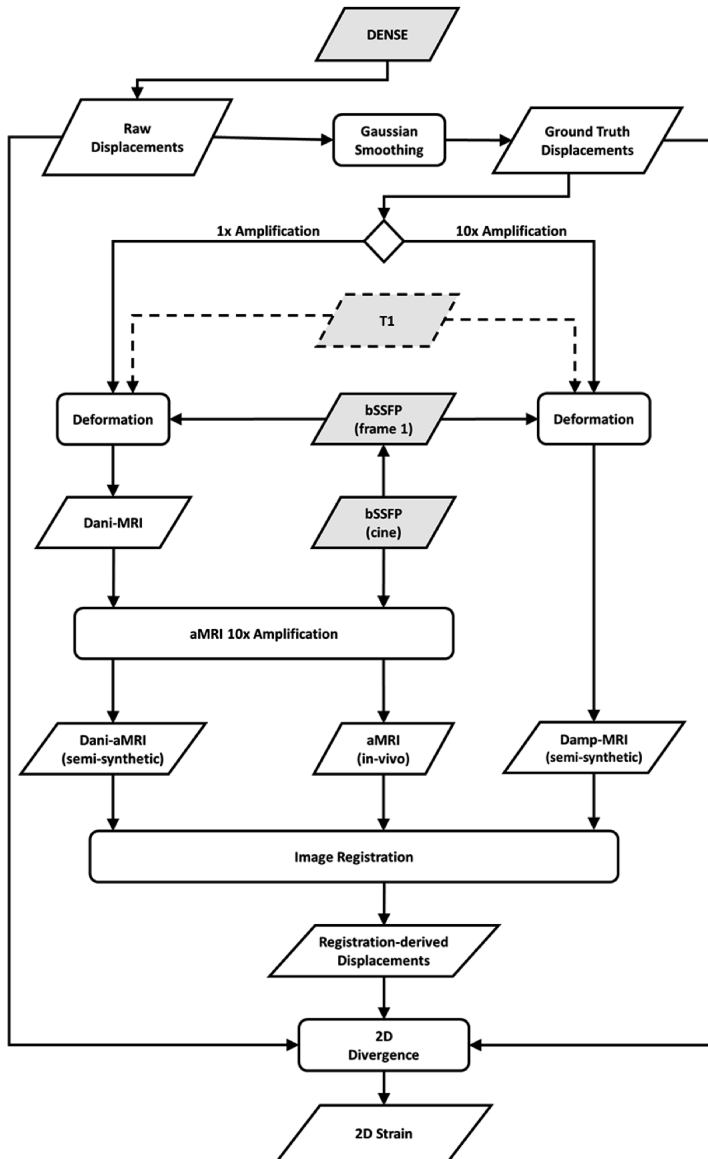 DENSE
Raw
Displacements
Gaussian
Smoothing
Ground Truth
Displacements
1x Amplification
10x Amplification
T1
Deformation
bSSFP
(frame 1)
Deformation
Dani-MRI
bSSFP
(cine)
aMRI 10x Amplification
Dani-aMRI
(semi-synthetic)
aMRI
(in-vivo)
Damp-MRI
(semi-synthetic)
Image Registration
Registration-derived
Displacements
2D
Divergence
2D Strain